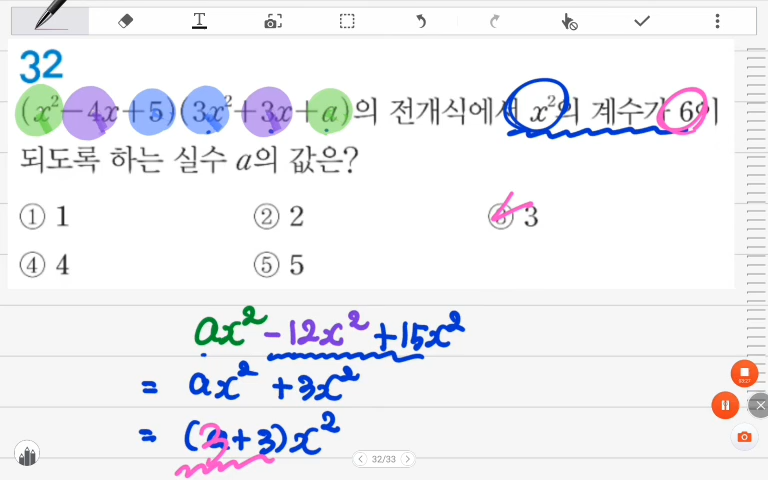 32
(x²-4x+5)(3x²+3x+a)의 전개식에서 x²의 계수가 6이
되도록 하는 실수 a의 값은?
① 1 ② 2 ③ 3
④ 4 ⑤ 5
ax² -12x² +15x²
= ax² +3x²
= (3+3)x²
32/33